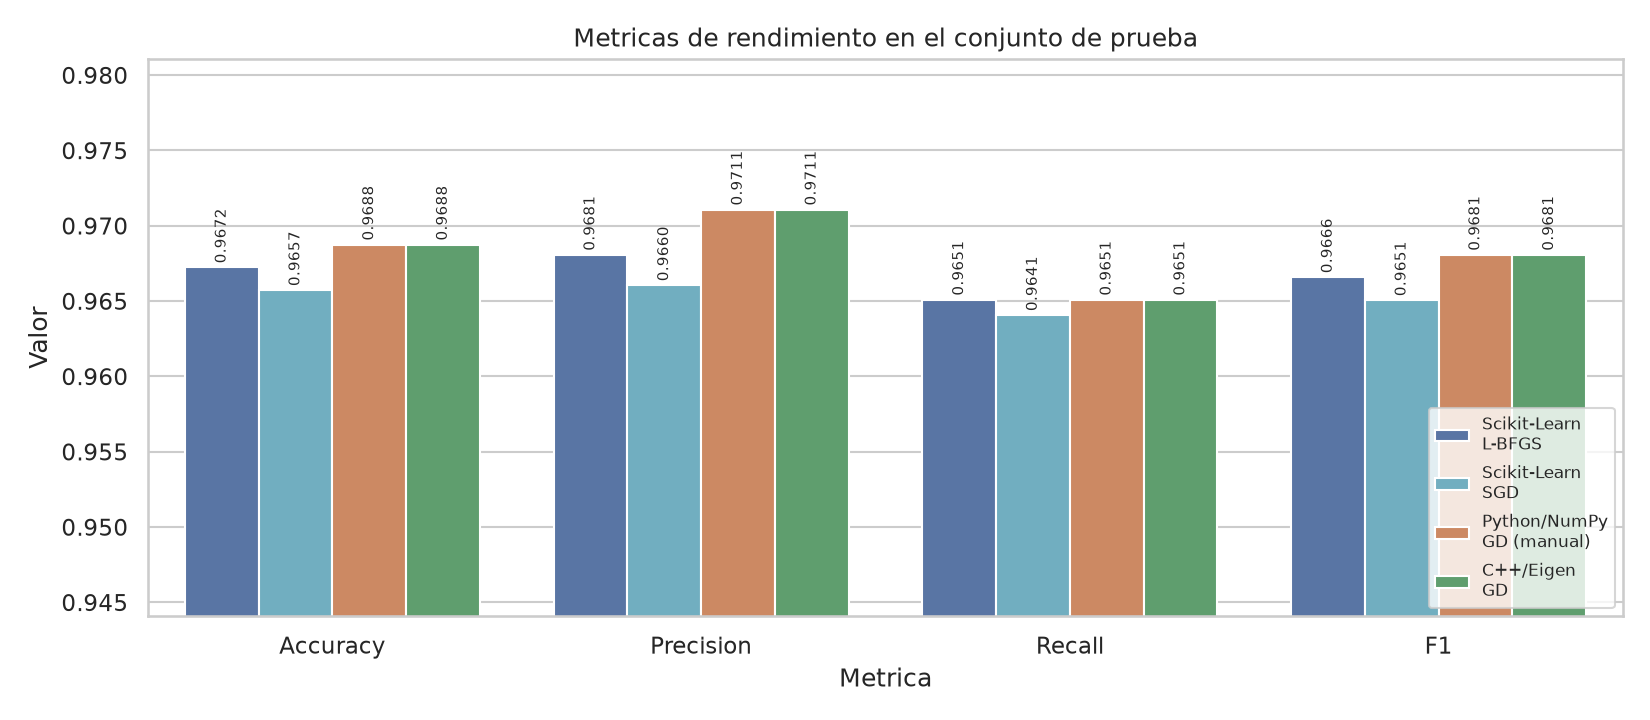 Metricas de rendimiento en el conjunto de prueba
Valor
0.980
0.975
0.970
0.965
0.960
0.955
0.950
0.945
0.9672
0.9657
0.9688
0.9688
0.9681
0.9660
0.9711
0.9711
0.9651
0.9641
0.9651
0.9651
0.9666
0.9651
0.9681
0.9681
Scikit-Learn
L-BFGS
Scikit-Learn
SGD
Python/NumPy
GD (manual)
C++/Eigen
GD
Accuracy
Precision
Recall
F1
Metrica